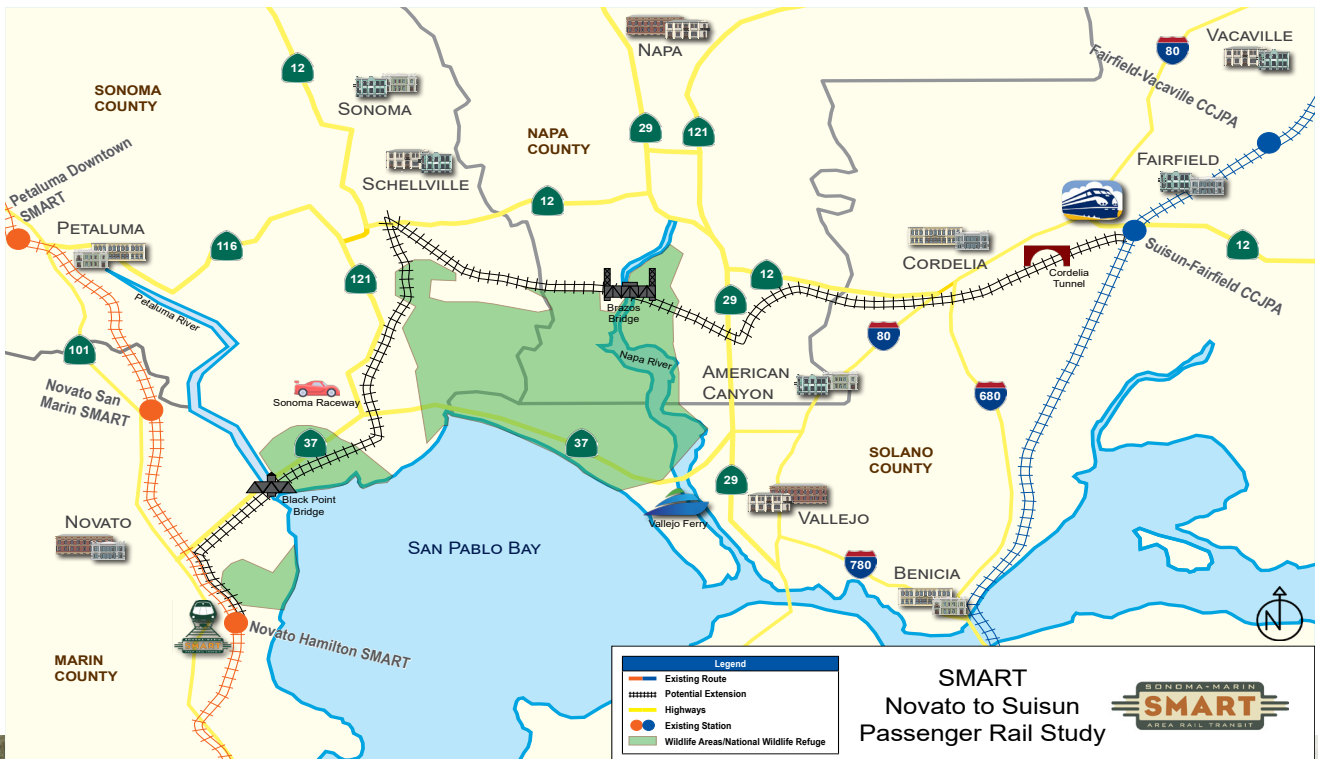 NAPA
VACAVILLE
80
Fairfield-Vacaville CCJPA
12
SONOMA
COUNTY
SONOMA
NAPA
COUNTY
29
121
FAIRFIELD
SCHELLVILLE
Petaluma Downtown
SMART
PETALUMA
116
12
CORDELIA
Suisun-Fairfield CCJPA
12
121
12
Cordelia
Tunnel
Petaluma River
Brazos
Bridge
29
80
101
Napa River
Novato San
Marin SMART
Sonoma Raceway
AMERICAN
CANYON
680
37
37
SOLANO
COUNTY
29
Black Point
Bridge
NOVATO
Vallejo Ferry
VALLEJO
SAN PABLO BAY
780
BENICIA
SMART
Novato Hamilton SMART
N
MARIN
COUNTY
Legend
Existing Route
Potential Extension
Highways
Existing Station
Wildlife Areas/National Wildlife Refuge
SMART
Novato to Suisun
Passenger Rail Study
SONOMA-MARIN
SMART
AREA RAIL TRANSIT